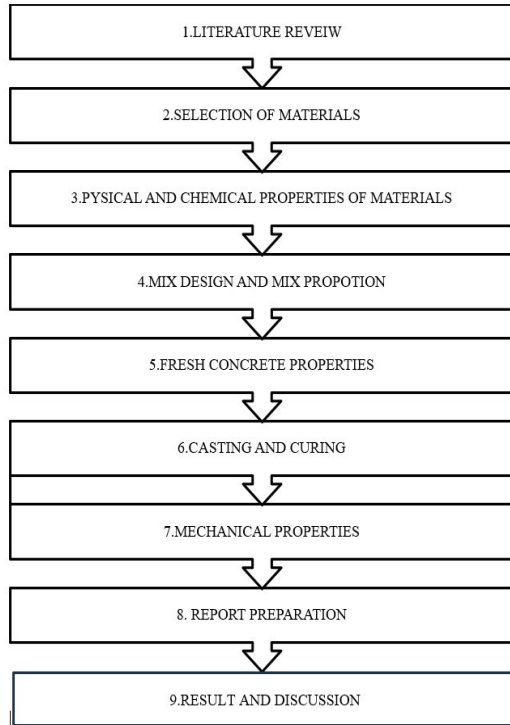 1.LITERATURE REVEIW
2.SELECTION OF MATERIALS
3.PYSICAL AND CHEMICAL PROPERTIES OF MATERIALS
4.MIX DESIGN AND MIX PROPOTION
5.FRESH CONCRETE PROPERTIES
6.CASTING AND CURING
7.MECHANICAL PROPERTIES
8. REPORT PREPARATION
9.RESULT AND DISCUSSION